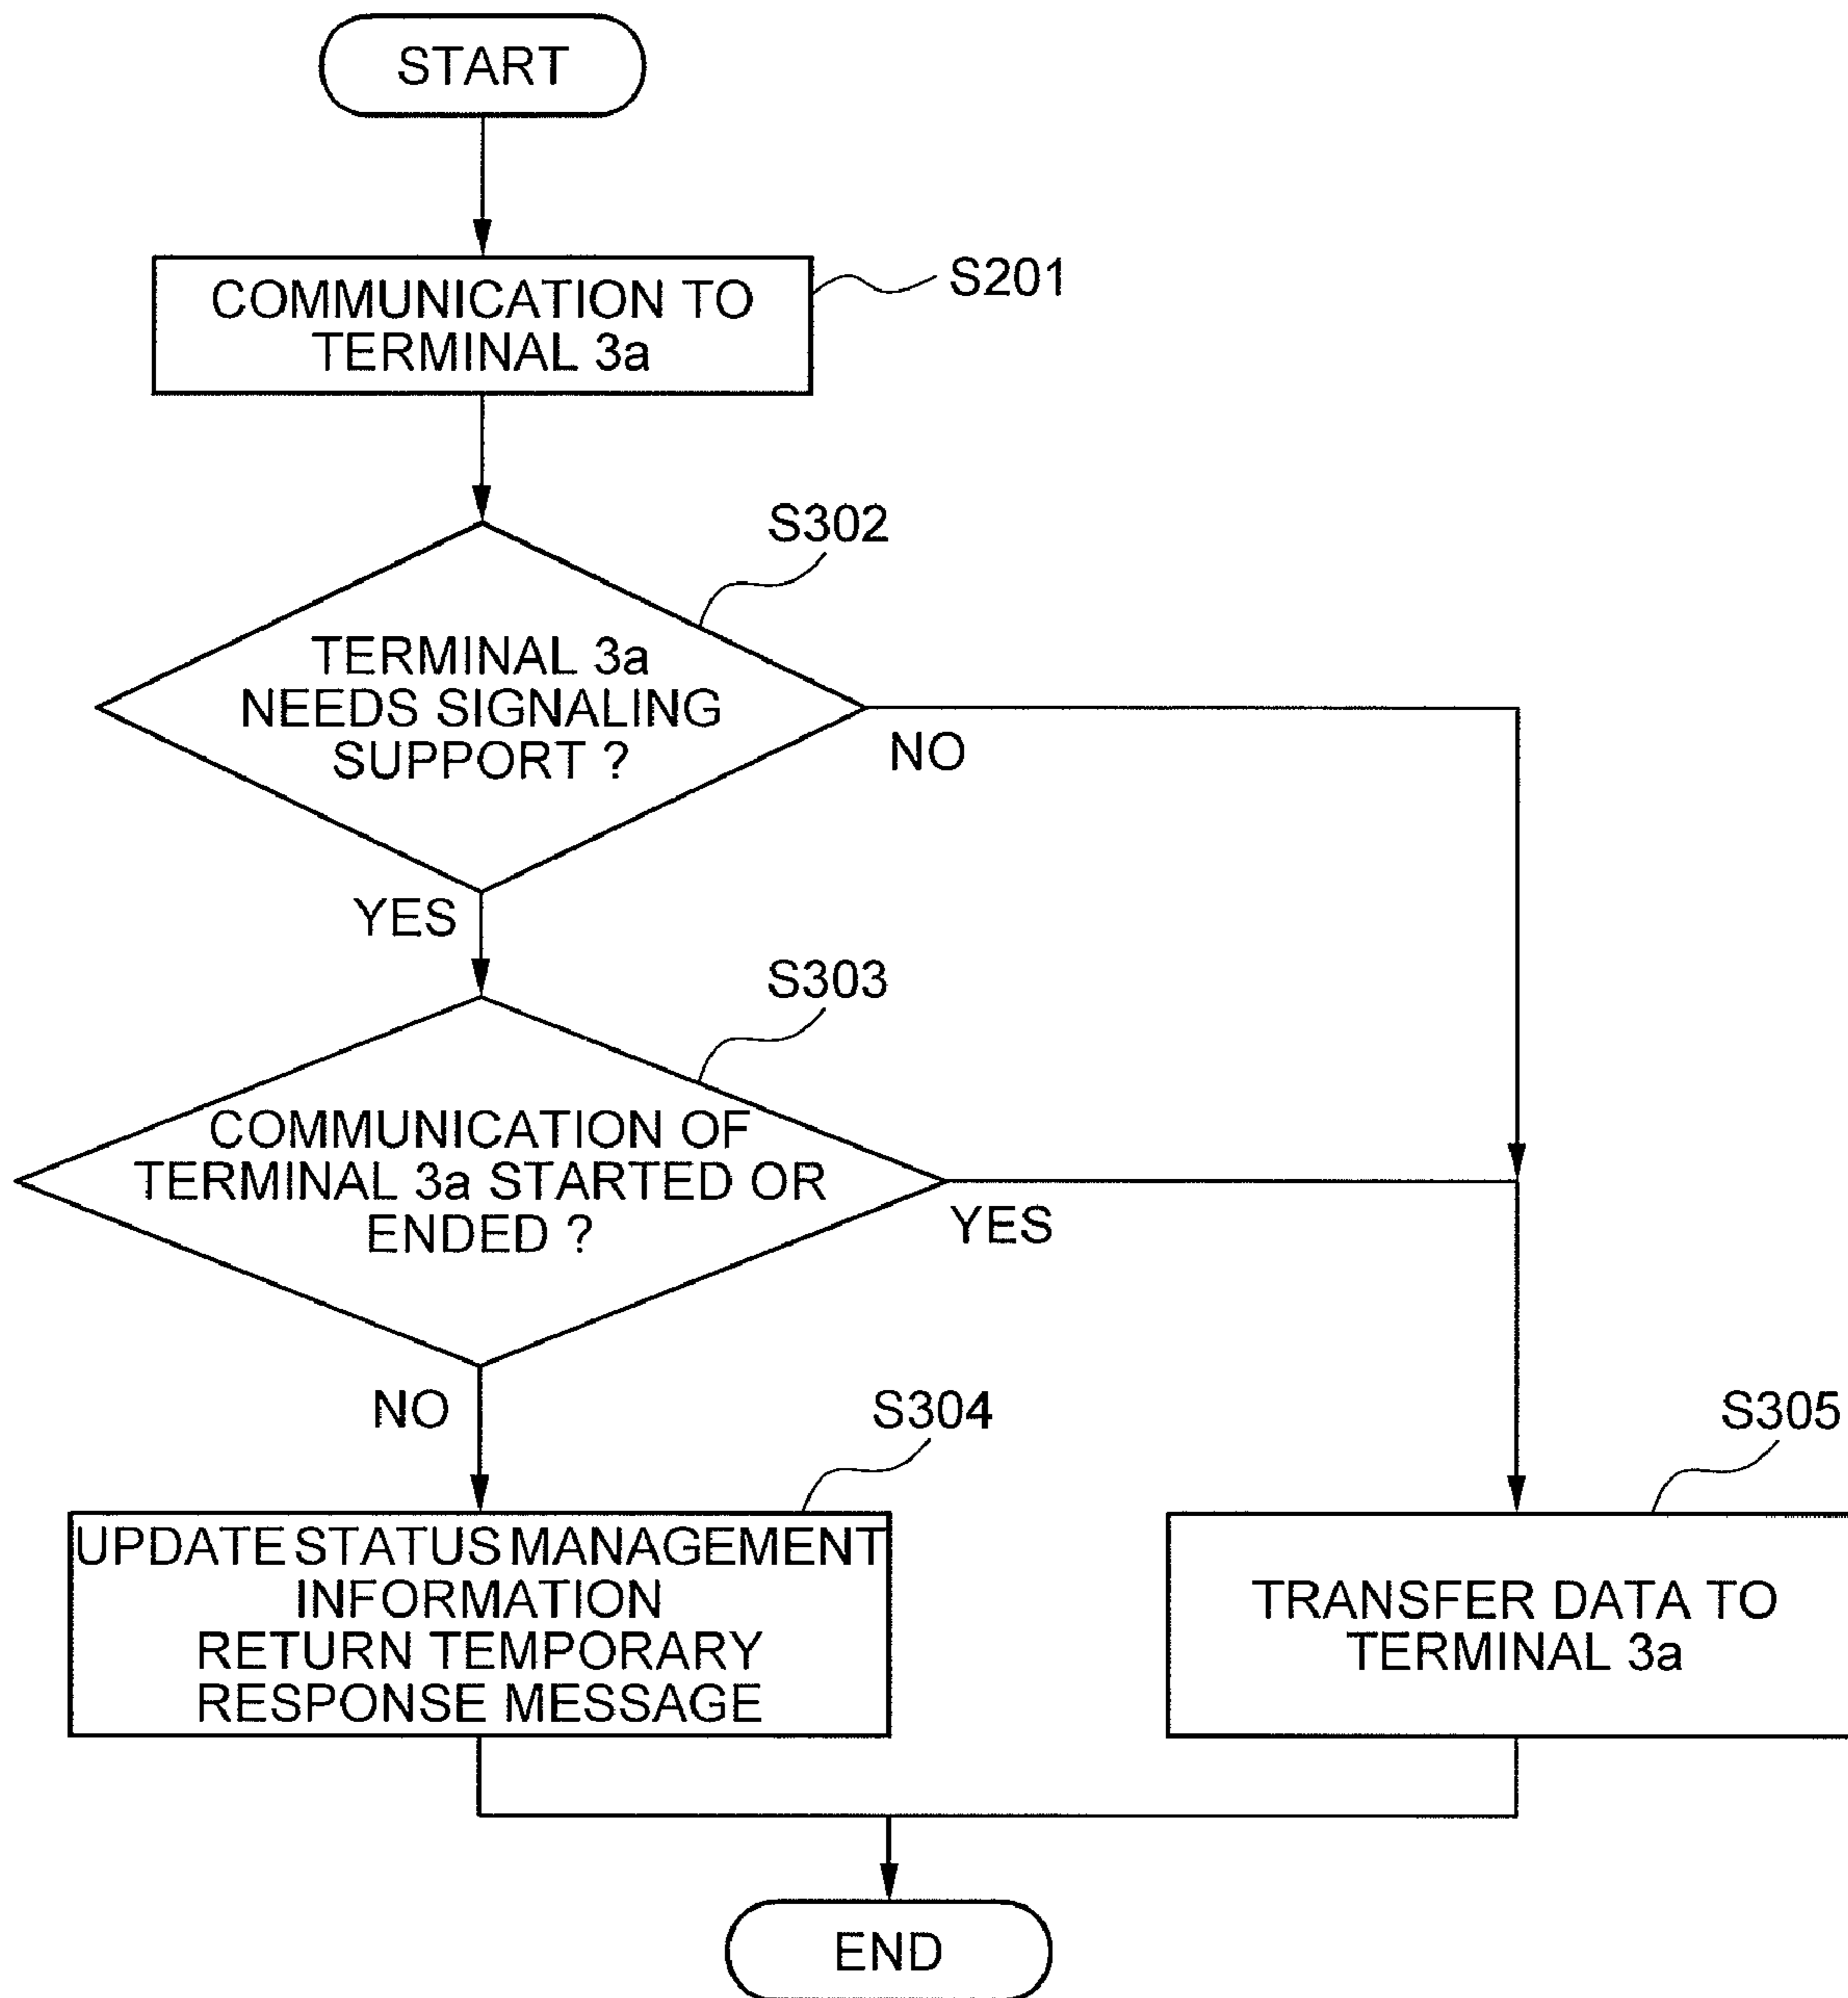 START
COMMUNICATION TO
TERMINAL 3a
S201
S302
TERMINAL 3a
NEEDS SIGNALING
SUPPORT ?
NO
YES
S303
COMMUNICATION OF
TERMINAL 3a STARTED OR
ENDED ?
YES
NO
S304
S305
UPDATE STATUS MANAGEMENT
INFORMATION
RETURN TEMPORARY
RESPONSE MESSAGE
TRANSFER DATA TO
TERMINAL 3a
END